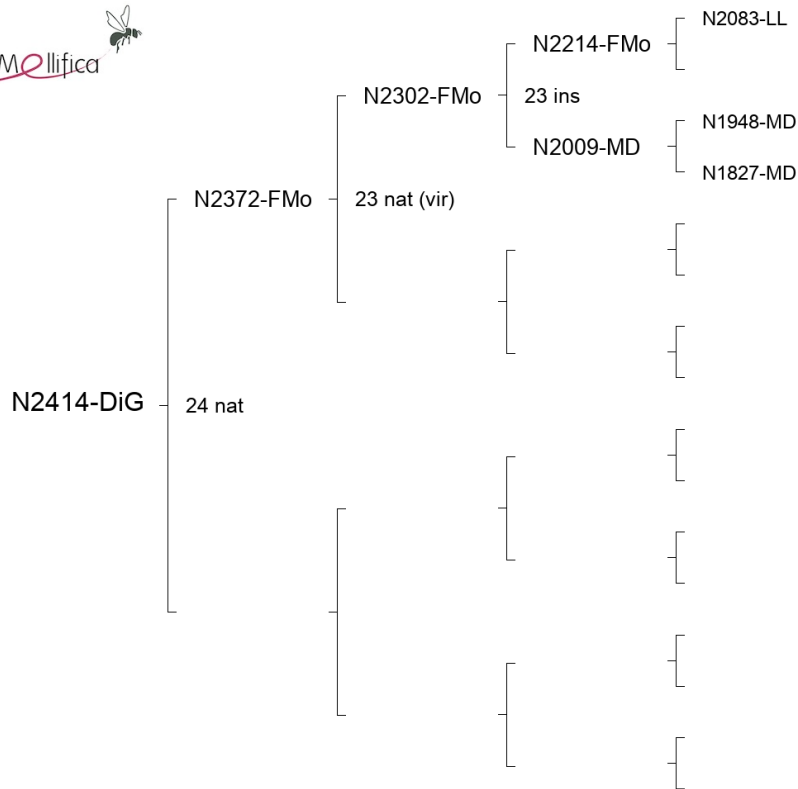 Mellifica
N2083-LL
N2214-FMo
N2302-FMo
23 ins
N1948-MD
N2009-MD
N1827-MD
N2372-FMo
23 nat (vir)
N2414-DiG
24 nat